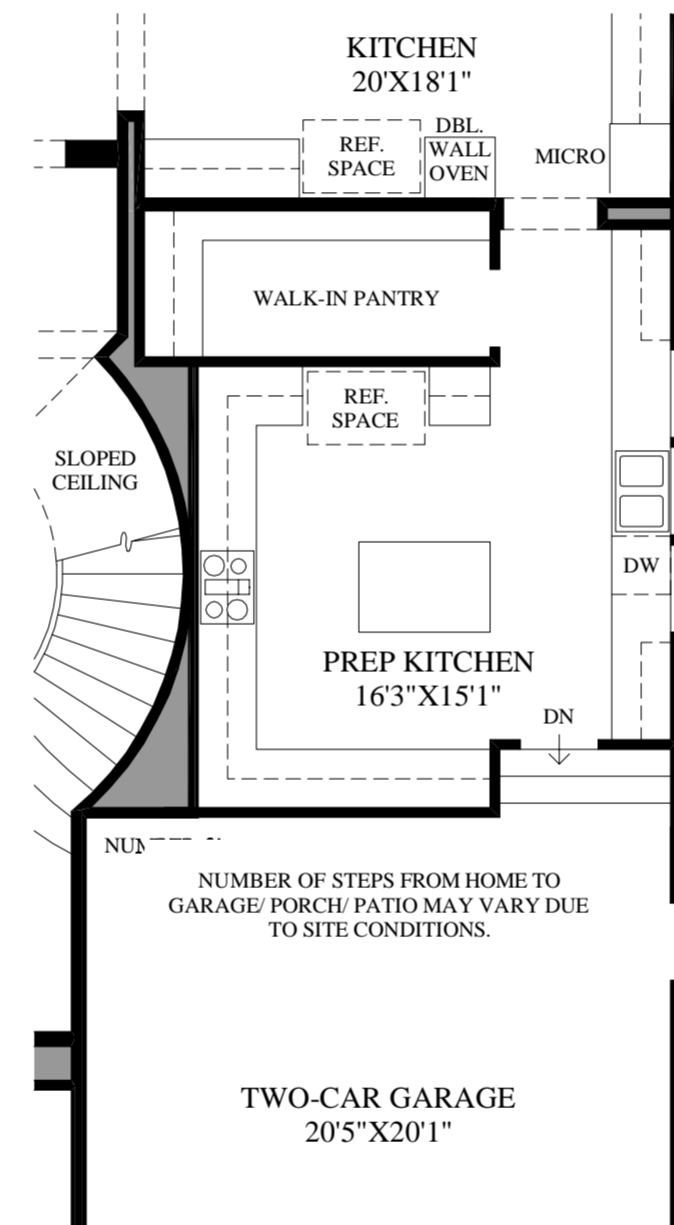 KITCHEN
20'X18'1"
REF.
SPACE
DBL.
WALL
OVEN
MICRO
WALK-IN PANTRY
REF.
SPACE
SLOPED
CEILING
DW
PREP KITCHEN
16'3"X15'1"
DN
NUMBER OF STEPS FROM HOME TO
GARAGE/ PORCH/ PATIO MAY VARY DUE
TO SITE CONDITIONS.
TWO-CAR GARAGE
20'5"X20'1"